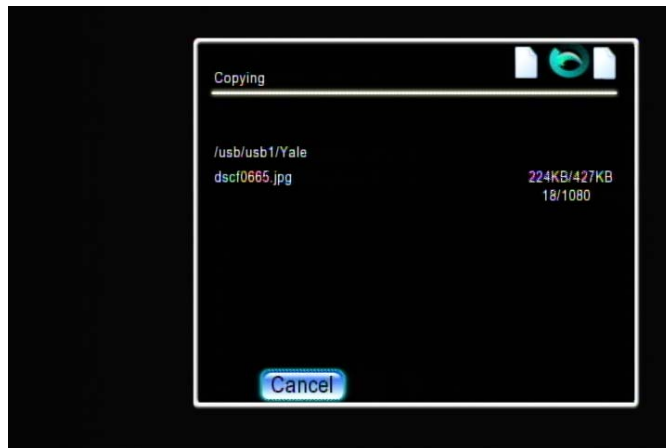 Copying
/usb/usb1/Yale
dscf0665.jpg 224KB/427KB
18/1080
Cancel